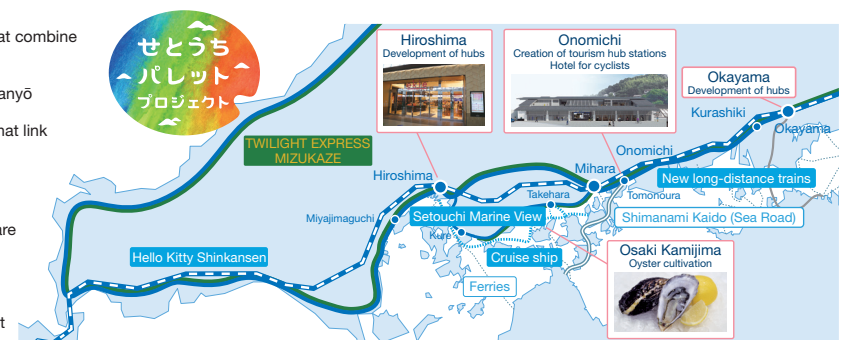 at combine
anyō
hat link
are
t
せとうち
パレット
プロジェクト
TWILIGHT EXPRESS
MIZUKAZE
Hiroshima
Development of hubs
Onomichi
Creation of tourism hub stations
Hotel for cyclists
Okayama
Development of hubs
Kurashiki
Okayama
Onomichi
Mihara
Hiroshima
New long-distance trains
Takehara
Tomonoura
Miyajimaguchi
Setouchi Marine View
Shimanami Kaido (Sea Road)
Kure
Hello Kitty Shinkansen
Cruise ship
Osaki Kamijima
Oyster cultivation
Ferries